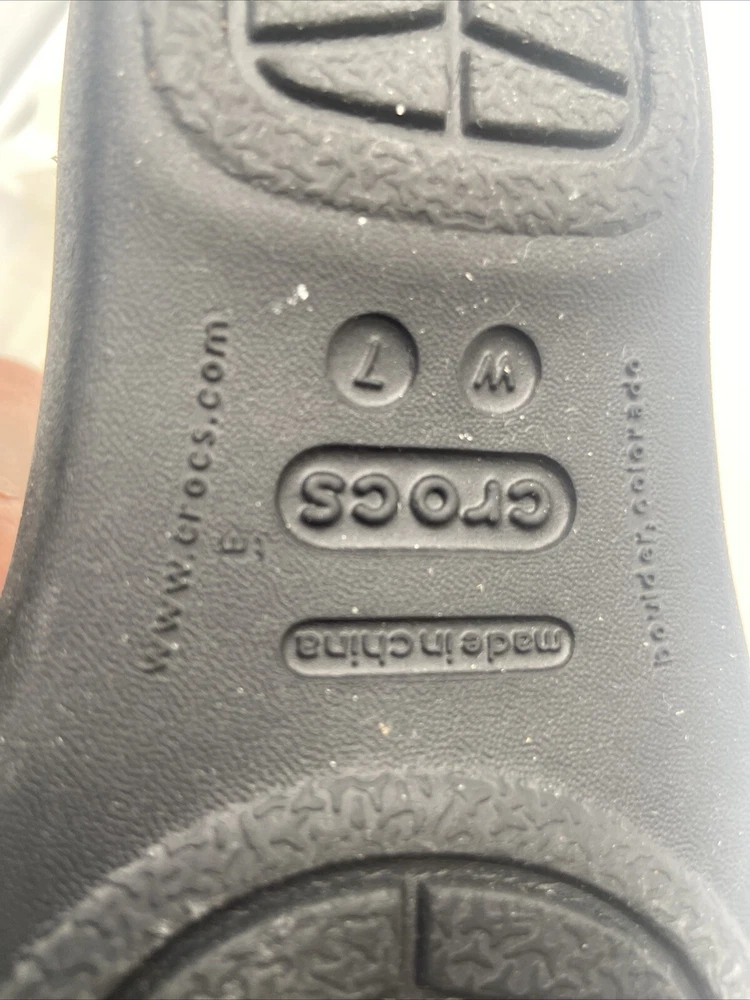 made in china
crocs
W 7
www.crocs.com
boulder, colorado